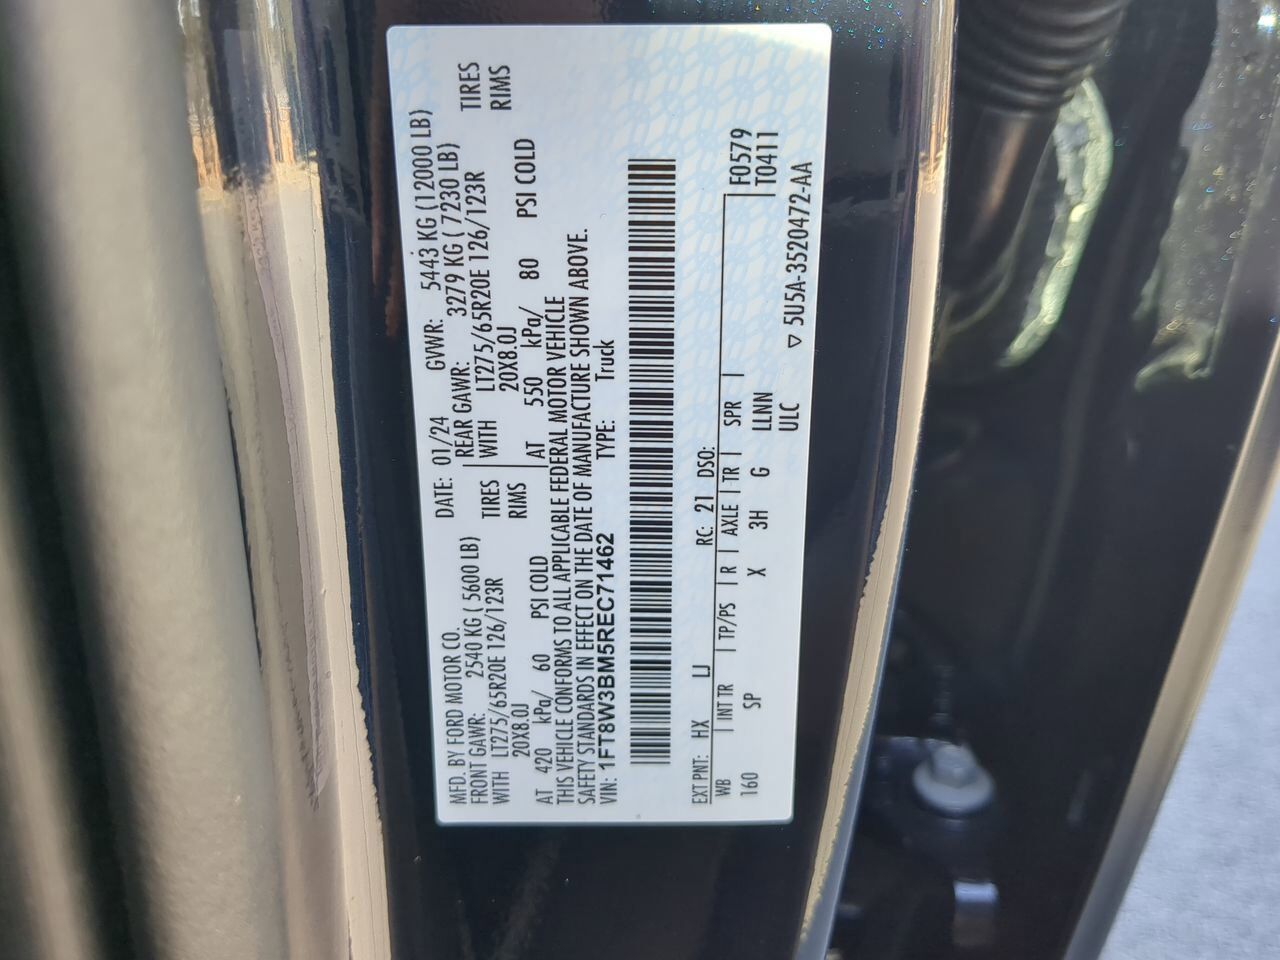 MFD. BY FORD MOTOR CO. DATE: 01/24 GVWR: 5443 KG (12000 LB)
FRONT GAWR: 2540 KG ( 5600 LB) REAR GAWR: 3279 KG ( 7230 LB)
WITH LT275/65R20E 126/123R TIRES WITH LT275/65R20E 126/123R TIRES
20X8.0J RIMS 20X8.0J RIMS
AT 420 kPa/ 60 PSI COLD AT 550 kPa/ 80 PSI COLD
THIS VEHICLE CONFORMS TO ALL APPLICABLE FEDERAL MOTOR VEHICLE
SAFETY STANDARDS IN EFFECT ON THE DATE OF MANUFACTURE SHOWN ABOVE.
VIN: 1FT8W3BM5REC71462 TYPE: Truck
EXT PNT: HX LJ RC: 21 DSO:
WB INT TR TP/PS R AXLE TR SPR F0579
160 SP X 3H G LLNN T0411
ULC ▽ 5U5A-3520472-AA